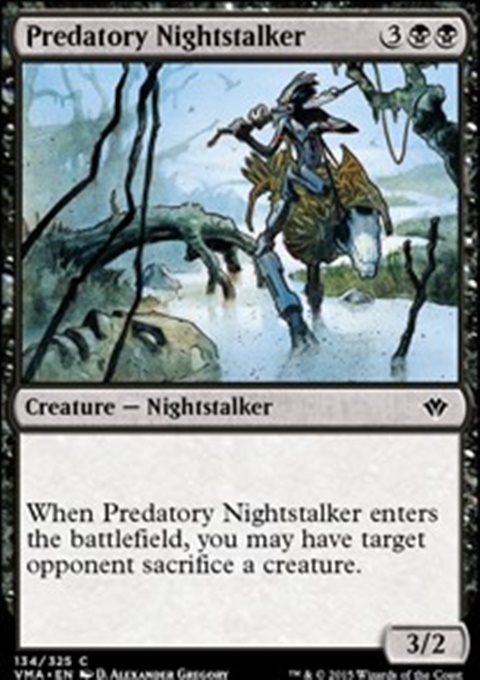 Predatory Nightstalker 3
Creature — Nightstalker
When Predatory Nightstalker enters
the battlefield, you may have target
opponent sacrifice a creature.
3/2
134/325 C
VMA • EN D. Alexander Gregory
™ & © 2015 Wizards of the Coast